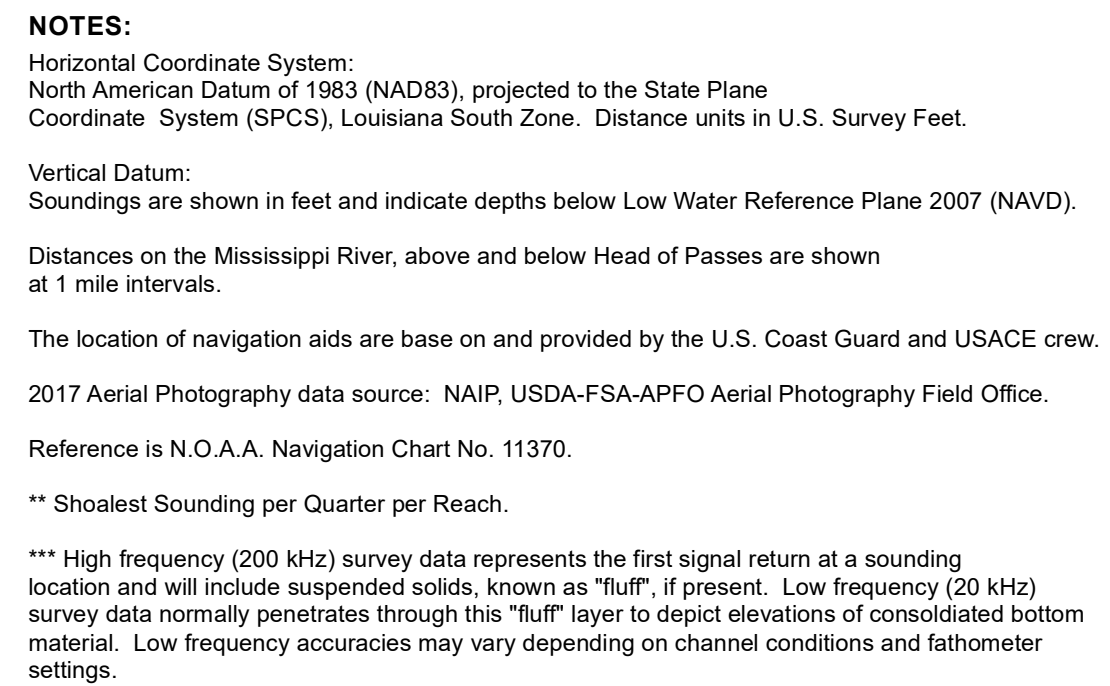 NOTES:
Horizontal Coordinate System:
North American Datum of 1983 (NAD83), projected to the State Plane
Coordinate  System (SPCS), Louisiana South Zone.  Distance units in U.S. Survey Feet.
Vertical Datum:
Soundings are shown in feet and indicate depths below Low Water Reference Plane 2007 (NAVD).
Distances on the Mississippi River, above and below Head of Passes are shown
at 1 mile intervals.
The location of navigation aids are base on and provided by the U.S. Coast Guard and USACE crew.
2017 Aerial Photography data source:  NAIP, USDA-FSA-APFO Aerial Photography Field Office.
Reference is N.O.A.A. Navigation Chart No. 11370.
** Shoalest Sounding per Quarter per Reach.
*** High frequency (200 kHz) survey data represents the first signal return at a sounding
location and will include suspended solids, known as "fluff", if present.  Low frequency (20 kHz)
survey data normally penetrates through this "fluff" layer to depict elevations of consoldiated bottom
material.  Low frequency accuracies may vary depending on channel conditions and fathometer
settings.